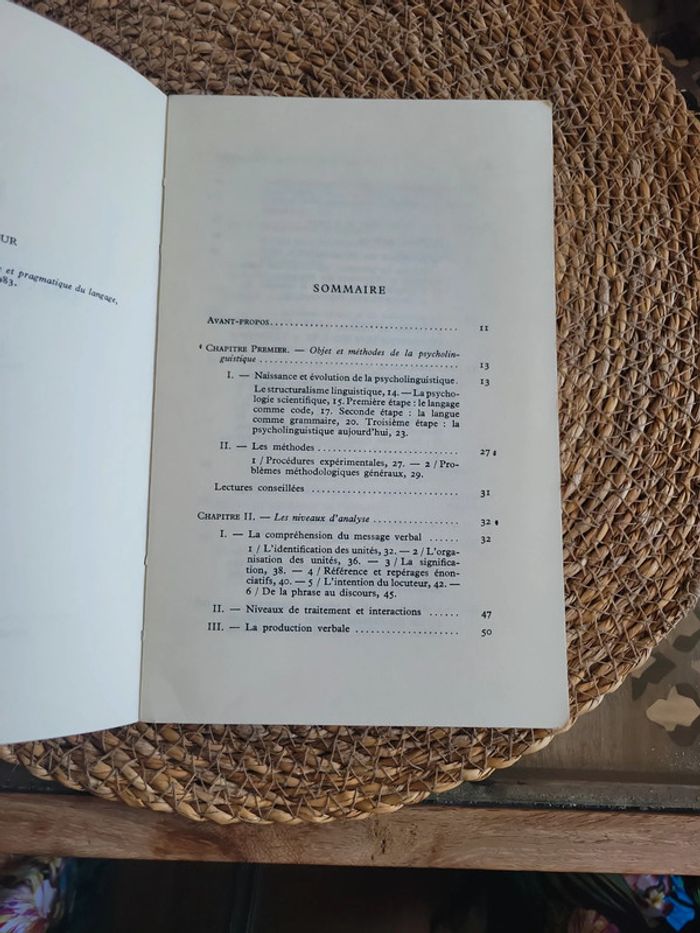 UR
et pragmatique du langage,
983.
SOMMAIRE
AVANT-PROPOS 11
CHAPITRE PREMIER. — Objet et méthodes de la psycholin-
guistique 13
I. — Naissance et évolution de la psycholinguistique. 13
Le structuralisme linguistique, 14. — La psycho-
logie scientifique, 15. Première étape : le langage
comme code, 17. Seconde étape : la langue
comme grammaire, 20. Troisième étape : la
psycholinguistique aujourd'hui, 23.
II. — Les méthodes 27
1 / Procédures expérimentales, 27. — 2 / Pro-
blèmes méthodologiques généraux, 29.
Lectures conseillées 31
CHAPITRE II. — Les niveaux d'analyse 32
I. — La compréhension du message verbal 32
1 / L'identification des unités, 32. — 2 / L'orga-
nisation des unités, 36. — 3 / La significa-
tion, 38. — 4 / Référence et repérages énon-
ciatifs, 40. — 5 / L'intention du locuteur, 42. —
6 / De la phrase au discours, 45.
II. — Niveaux de traitement et interactions 47
III. — La production verbale 50